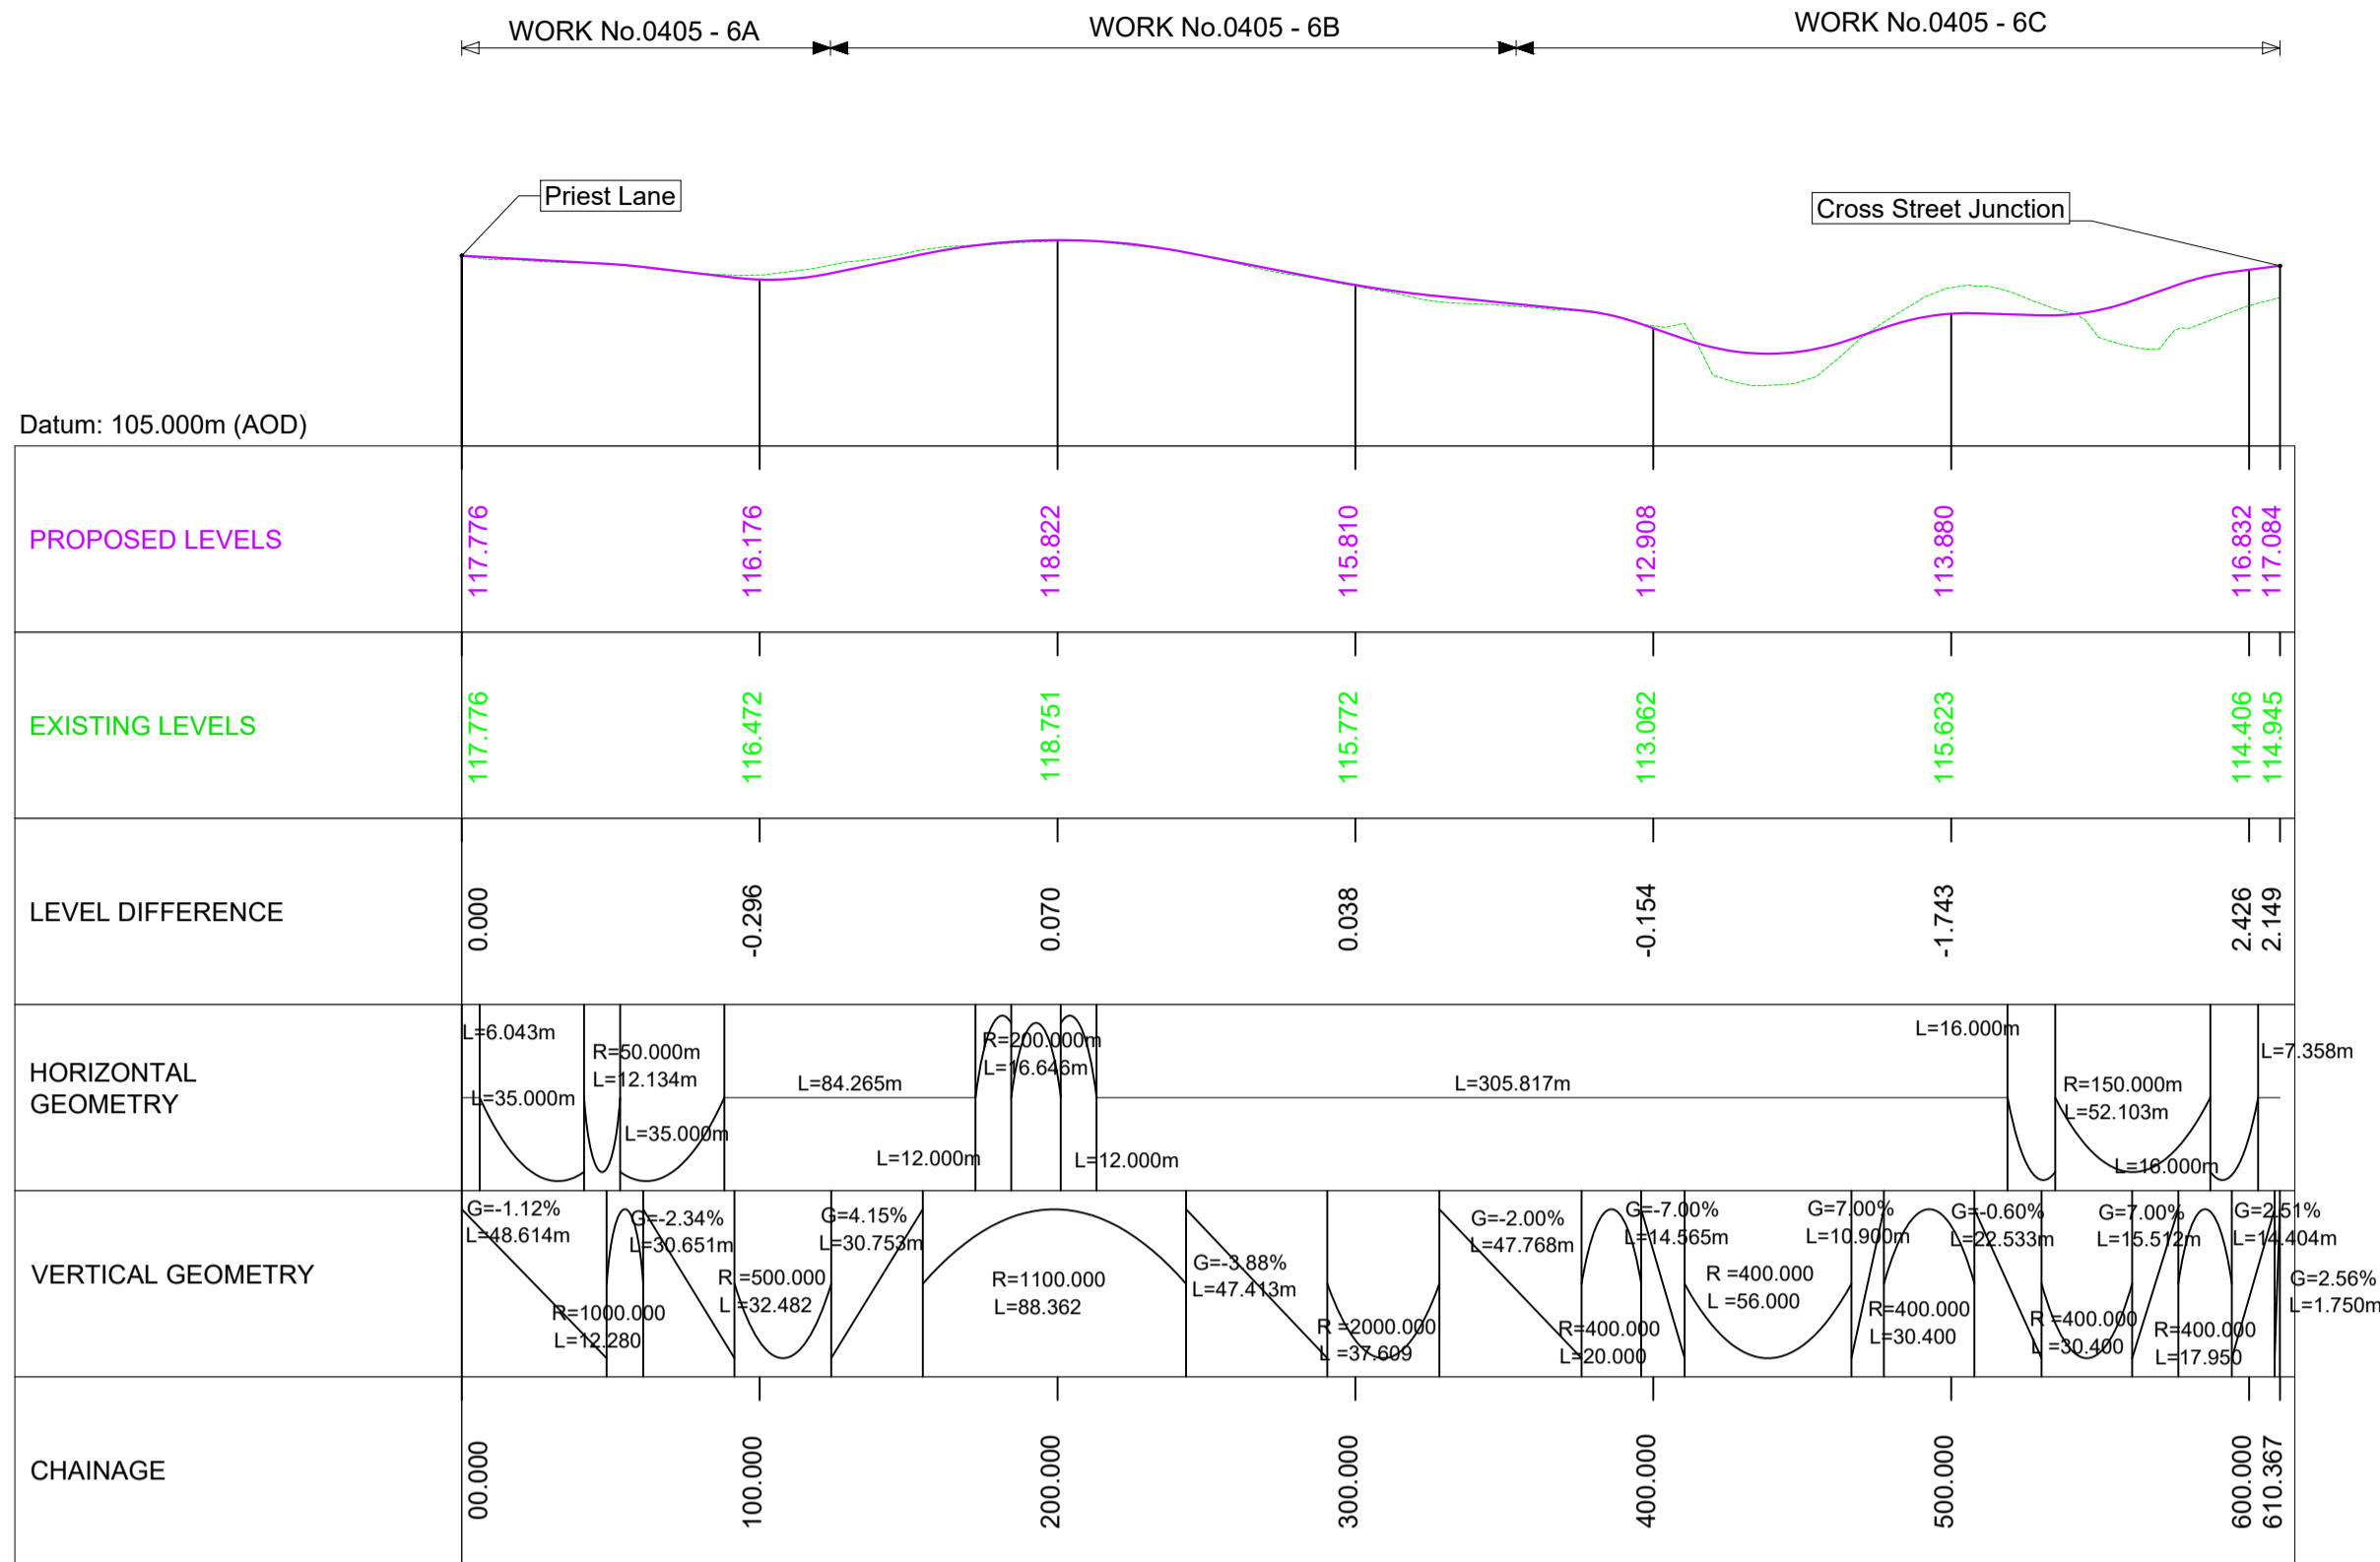 WORK No.0405 - 6A
WORK No.0405 - 6B
WORK No.0405 - 6C
Priest Lane
Cross Street Junction
Datum: 105.000m (AOD)
PROPOSED LEVELS
117.776
116.176
118.822
115.810
112.908
113.880
116.832
117.084
EXISTING LEVELS
117.776
116.472
118.751
115.772
113.062
115.623
114.406
114.945
LEVEL DIFFERENCE
0.000
-0.296
0.070
0.038
-0.154
-1.743
2.426
2.149
HORIZONTAL
GEOMETRY
L=6.043m
L=35.000m
R=50.000m
L=12.134m
L=35.000m
L=84.265m
L=12.000m
R=200.000m
L=16.646m
L=12.000m
L=305.817m
L=16.000m
R=150.000m
L=52.103m
L=16.000m
L=7.358m
VERTICAL GEOMETRY
G=-1.12%
L=48.614m
R=1000.000
L=12.280
G=-2.34%
L=30.651m
R =500.000
L =32.482
G=4.15%
L=30.753m
R=1100.000
L=88.362
G=-3.88%
L=47.413m
R =2000.000
L =37.609
G=-2.00%
L=47.768m
R=400.000
L=20.000
G=-7.00%
L=14.565m
R =400.000
L =56.000
G=7.00%
L=10.900m
R=400.000
L=30.400
G=-0.60%
L=22.533m
R =400.000
L =30.400
G=7.00%
L=15.512m
R=400.000
L=17.950
G=2.51%
L=14.404m
G=2.56%
L=1.750m
CHAINAGE
00.000
100.000
200.000
300.000
400.000
500.000
600.000
610.367